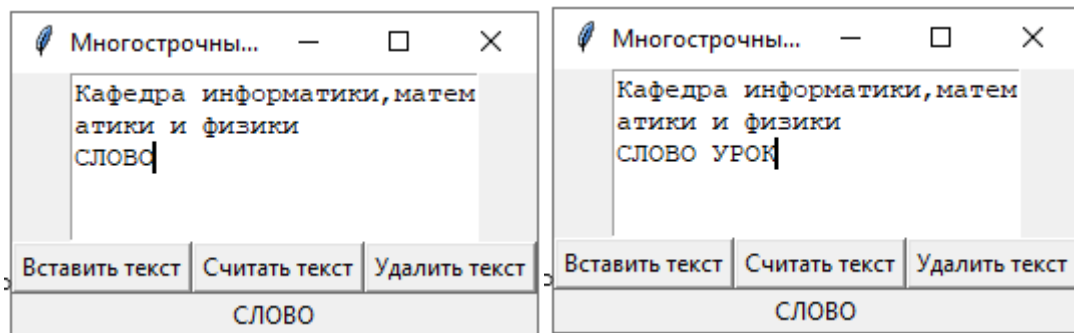 Многострочны...
Кафедра информатики,матем
атики и физики
СЛОВО
Вставить текст Считать текст Удалить текст
СЛОВО
Многострочны...
Кафедра информатики,матем
атики и физики
СЛОВО УРОК
Вставить текст Считать текст Удалить текст
СЛОВО